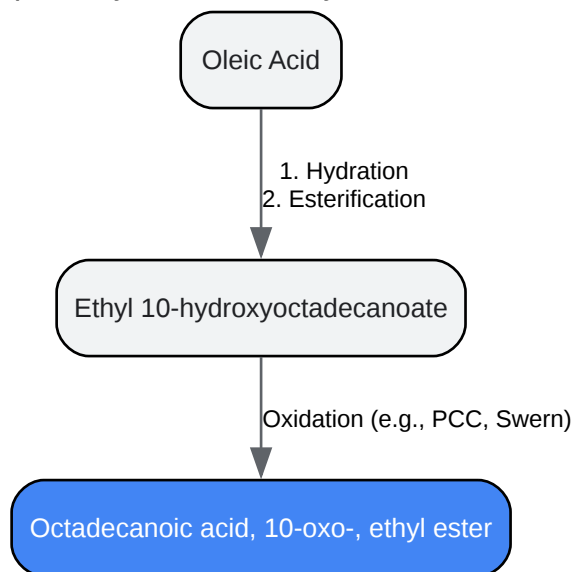 Oleic Acid
1. Hydration
2. Esterification
Ethyl 10-hydroxyoctadecanoate
Oxidation (e.g., PCC, Swern)
Octadecanoic acid, 10-oxo-, ethyl ester